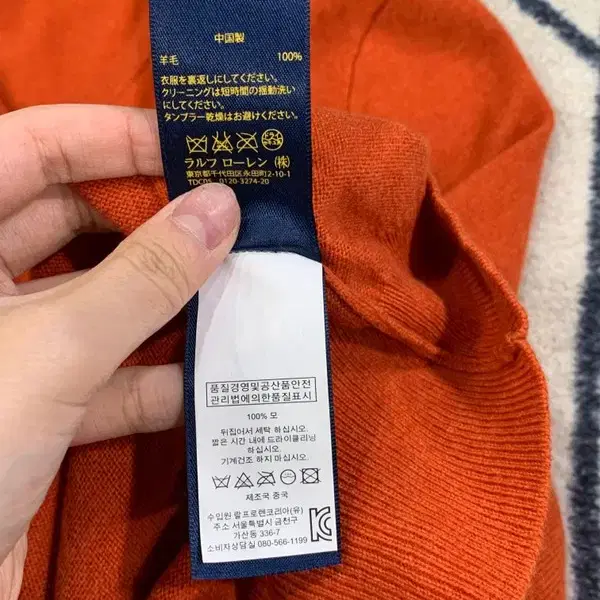 中国製
羊毛 100%
衣服を裏返しにしてください。
クリーニングは短時間の揺動洗い
にしてください。
タンブラー乾燥はお避けください。
ラルフ ローレン (株)
東京都千代田区永田町2-10-1
TDC05 0120-3274-20
품질경영및공산품안전
관리법에의한품질표시
100% 모
뒤집어서 세탁 하십시오.
짧은 시간 내에 드라이클리닝
하십시오.
기계건조 하지 마십시오.
제조국 중국
수입원 랄프로렌코리아(유)
주소 서울특별시 금천구
가산동 336-7
소비자상담실 080-566-1199